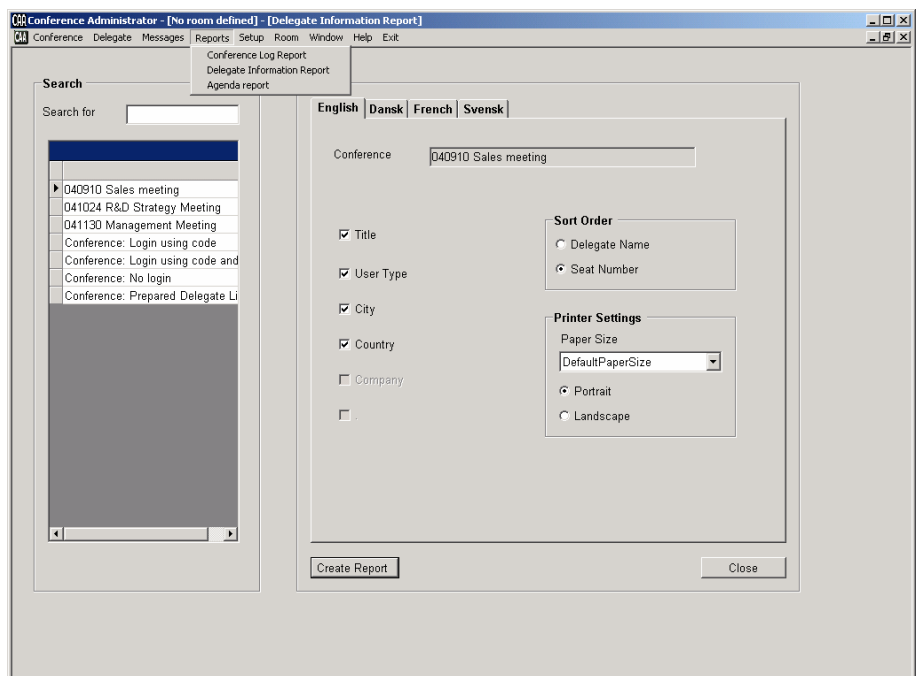 CAA Conference Administrator - [No room defined] - [Delegate Information Report]
CAA Conference Delegate Messages Reports Setup Room Window Help Exit
Conference Log Report
Delegate Information Report
Agenda report
Search
Search for
040910 Sales meeting
041024 R&D Strategy Meeting
041130 Management Meeting
Conference: Login using code
Conference: Login using code and
Conference: No login
Conference: Prepared Delegate Li
English Dansk French Svensk
Conference 040910 Sales meeting
Title
User Type
City
Country
Company
.
Sort Order
Delegate Name
Seat Number
Printer Settings
Paper Size
DefaultPaperSize
Portrait
Landscape
Create Report Close